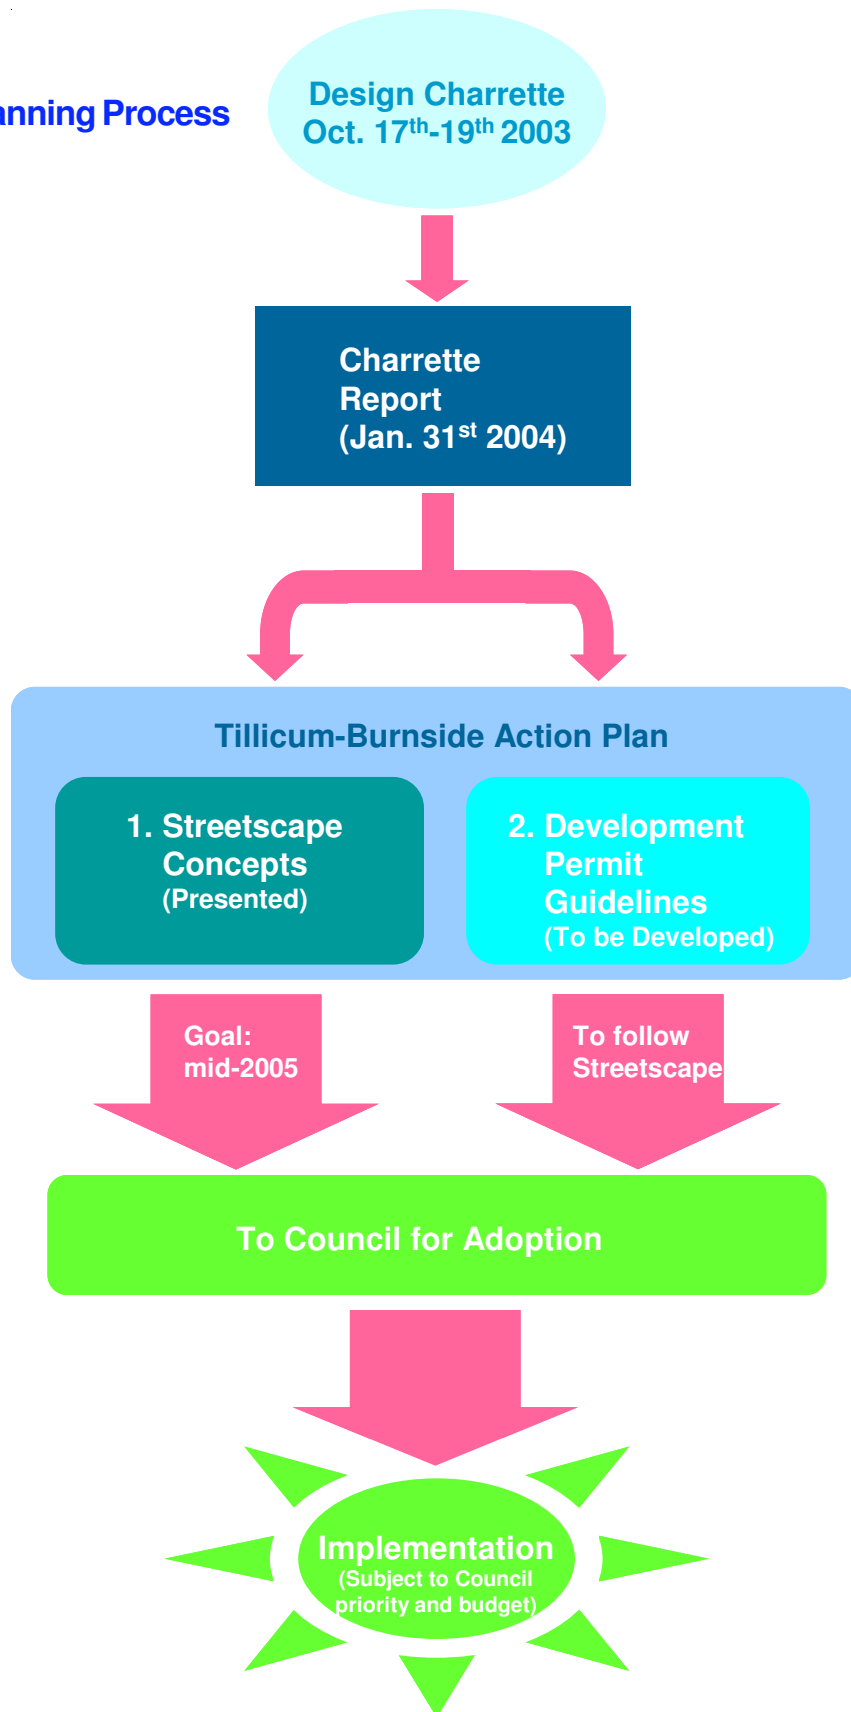 anning Process
Design Charrette
Oct. 17th-19th 2003
Charrette
Report
(Jan. 31st 2004)
Tillicum-Burnside Action Plan
1. Streetscape
Concepts
(Presented)
2. Development
Permit
Guidelines
(To be Developed)
Goal:
mid-2005
To follow
Streetscape
To Council for Adoption
Implementation
(Subject to Council
priority and budget)